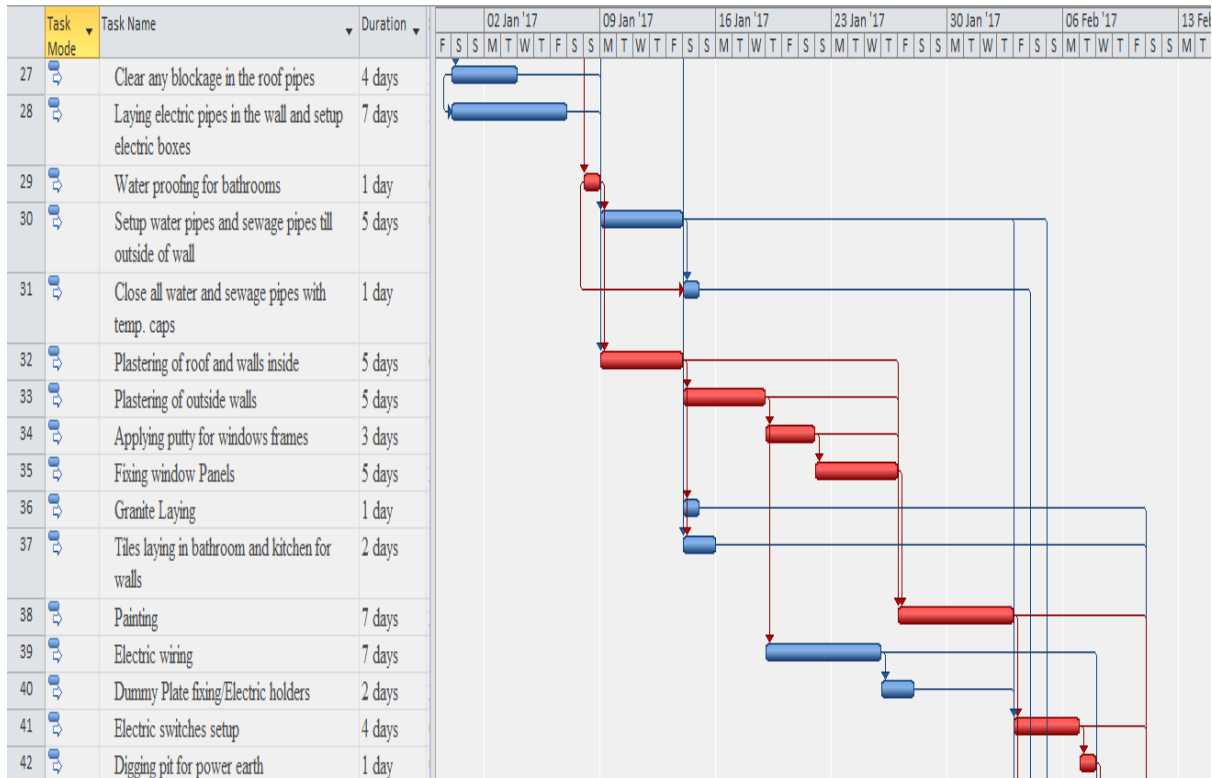 Task Mode Task Name Duration
02 Jan '17 09 Jan '17 16 Jan '17 23 Jan '17 30 Jan '17 06 Feb '17 13 Feb
F S S M T W T F S S M T W T F S S M T W T F S S M T W T F S S M T W T F S S M T W T F S S M T
27 Clear any blockage in the roof pipes 4 days
28 Laying electric pipes in the wall and setup 7 days
electric boxes
29 Water proofing for bathrooms 1 day
30 Setup water pipes and sewage pipes till 5 days
outside of wall
31 Close all water and sewage pipes with 1 day
temp. caps
32 Plastering of roof and walls inside 5 days
33 Plastering of outside walls 5 days
34 Applying putty for windows frames 3 days
35 Fixing window Panels 5 days
36 Granite Laying 1 day
37 Tiles laying in bathroom and kitchen for 2 days
walls
38 Painting 7 days
39 Electric wiring 7 days
40 Dummy Plate fixing/Electric holders 2 days
41 Electric switches setup 4 days
42 Digging pit for power earth 1 day